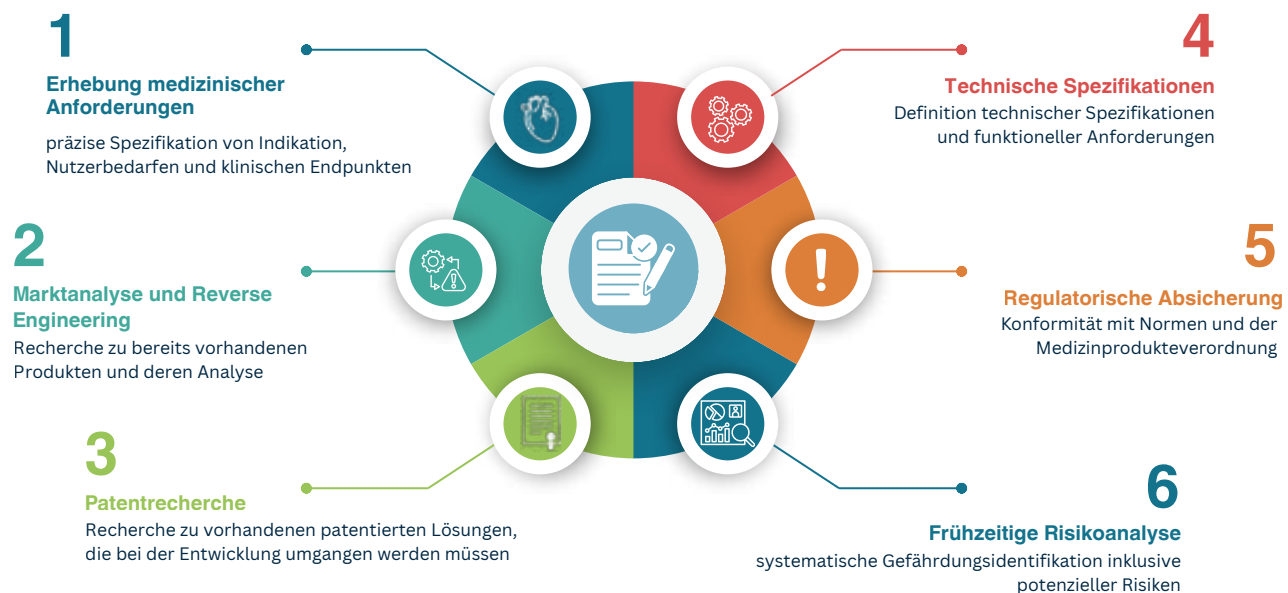 1
Erhebung medizinischer
Anforderungen
präzise Spezifikation von Indikation,
Nutzerbedarfen und klinischen Endpunkten
2
Marktanalyse und Reverse
Engineering
Recherche zu bereits vorhandenen
Produkten und deren Analyse
3
Patentrecherche
Recherche zu vorhandenen patentierten Lösungen,
die bei der Entwicklung umgangen werden müssen
4
Technische Spezifikationen
Definition technischer Spezifikationen
und funktioneller Anforderungen
5
Regulatorische Absicherung
Konformität mit Normen und der
Medizinprodukteverordnung
6
Frühzeitige Risikoanalyse
systematische Gefährdungsidentifikation inklusive
potenzieller Risiken